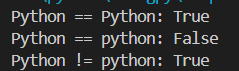 Python == Python: True
Python == python: False
Python != python: True